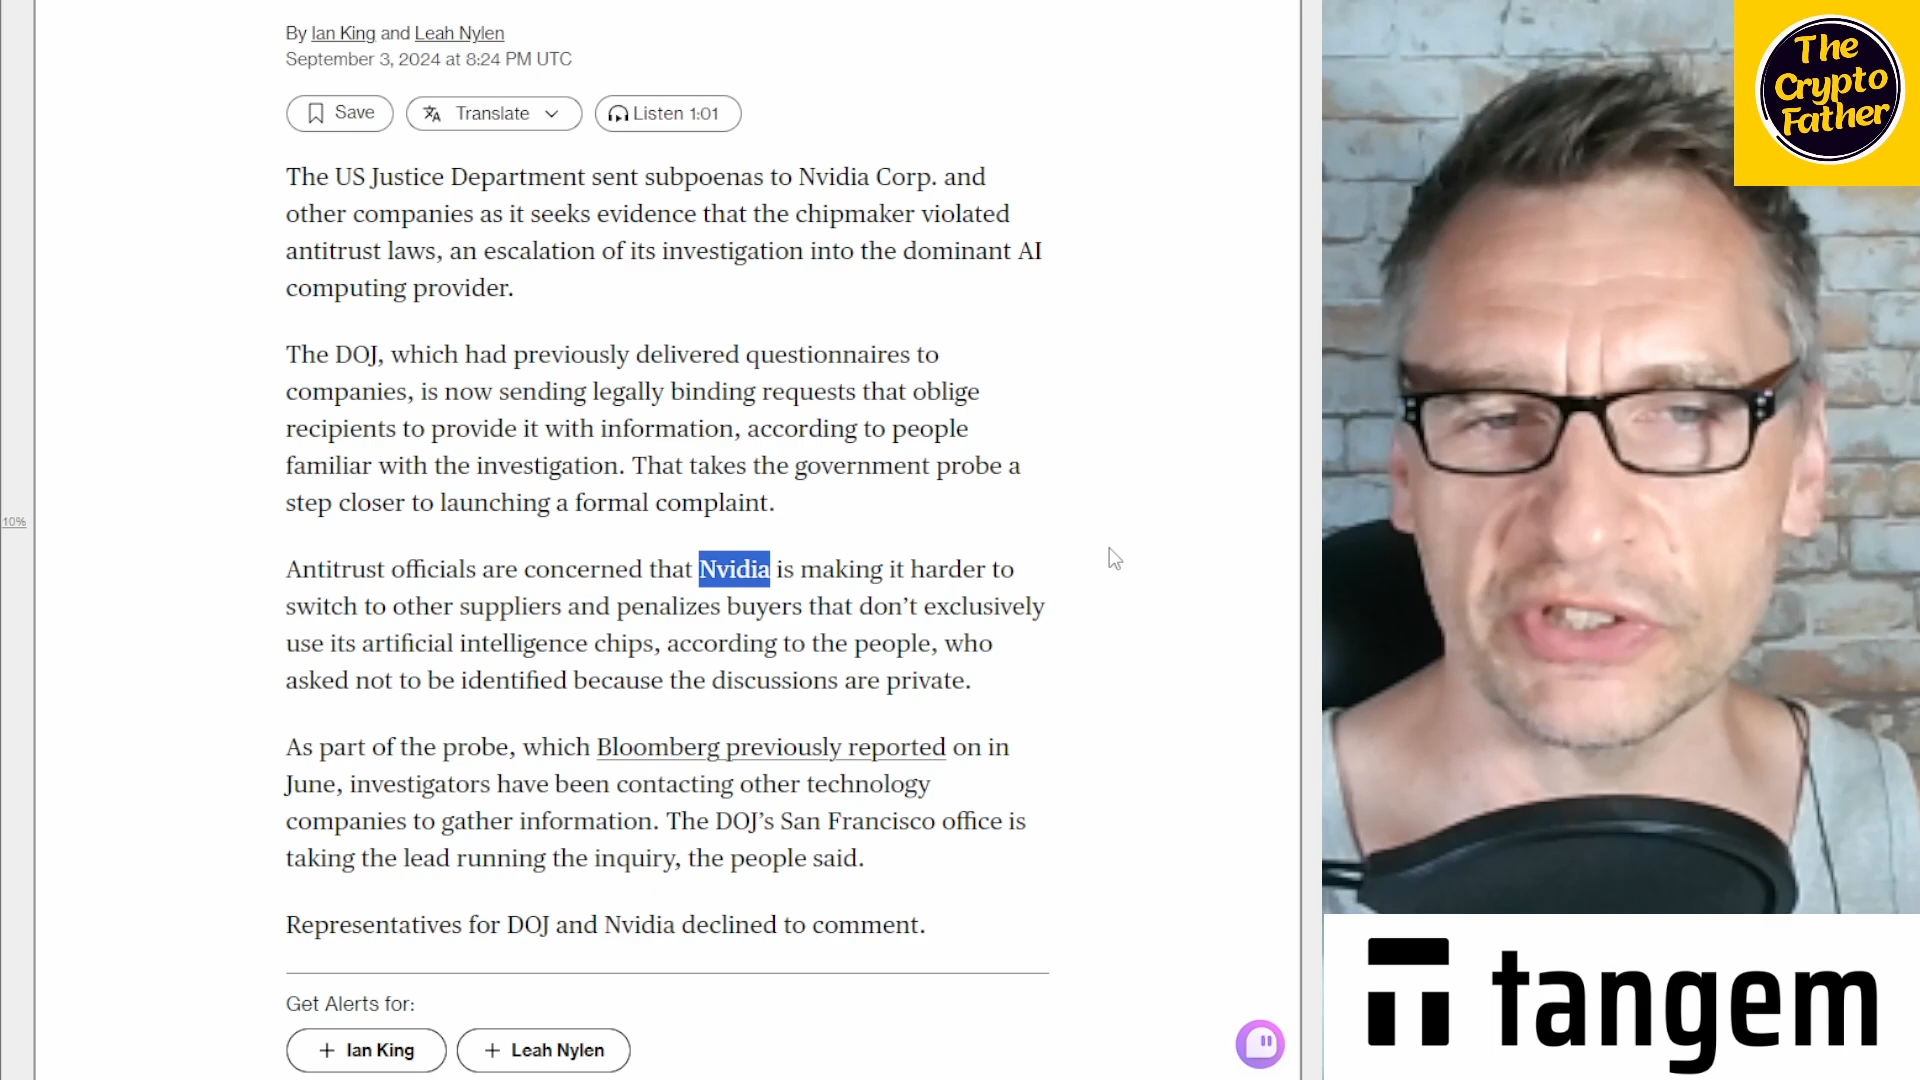 By Ian King and Leah Nylen
September 3, 2024 at 8:24 PM UTC
Save
Translate
Listen 1:01
The US Justice Department sent subpoenas to Nvidia Corp. and
other companies as it seeks evidence that the chipmaker violated
antitrust laws, an escalation of its investigation into the dominant AI
computing provider.
The DOJ, which had previously delivered questionnaires to
companies, is now sending legally binding requests that oblige
recipients to provide it with information, according to people
familiar with the investigation. That takes the government probe a
step closer to launching a formal complaint.
Antitrust officials are concerned that Nvidia is making it harder to
switch to other suppliers and penalizes buyers that don’t exclusively
use its artificial intelligence chips, according to the people, who
asked not to be identified because the discussions are private.
As part of the probe, which Bloomberg previously reported on in
June, investigators have been contacting other technology
companies to gather information. The DOJ’s San Francisco office is
taking the lead running the inquiry, the people said.
Representatives for DOJ and Nvidia declined to comment.
Get Alerts for:
+ Ian King
+ Leah Nylen
10%
The
Crypto
Father
tangem